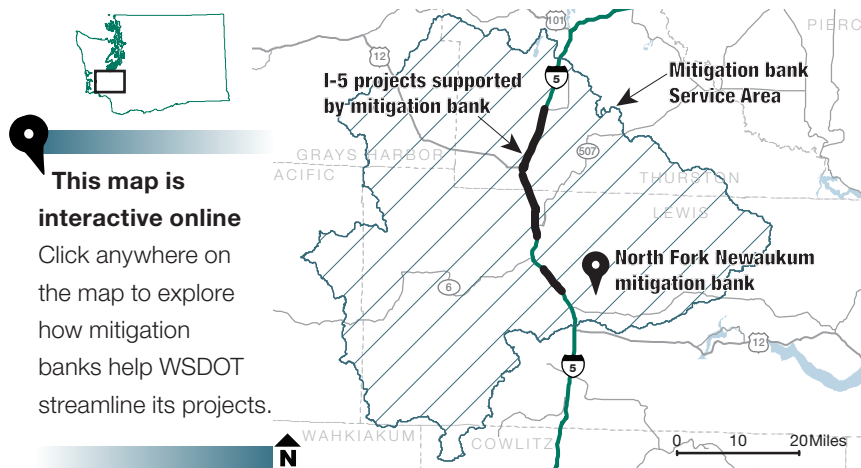 This map is
interactive online
Click anywhere on
the map to explore
how mitigation
banks help WSDOT
streamline its projects.
N
101
PIERC
12
I-5 projects supported
by mitigation bank
5
Mitigation bank
Service Area
507
GRAYS HARBOR
ACIFIC
THURSTON
LEWIS
North Fork Newaukum
mitigation bank
6
12
5
WAHKIAKUM
COWLITZ
0 10 20 Miles